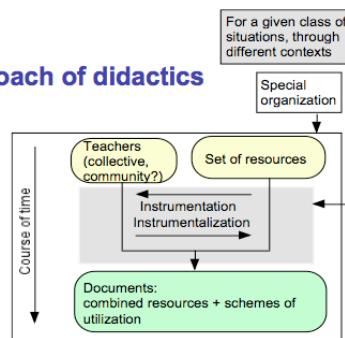 For a given class of
situations, through
different contexts
oach of didactics
Special
organization
Teachers
(collective,
community?)
Set of resources
Instrumentation
Instrumentalization
Course of time
Documents:
combined resources + schemes of
utilization